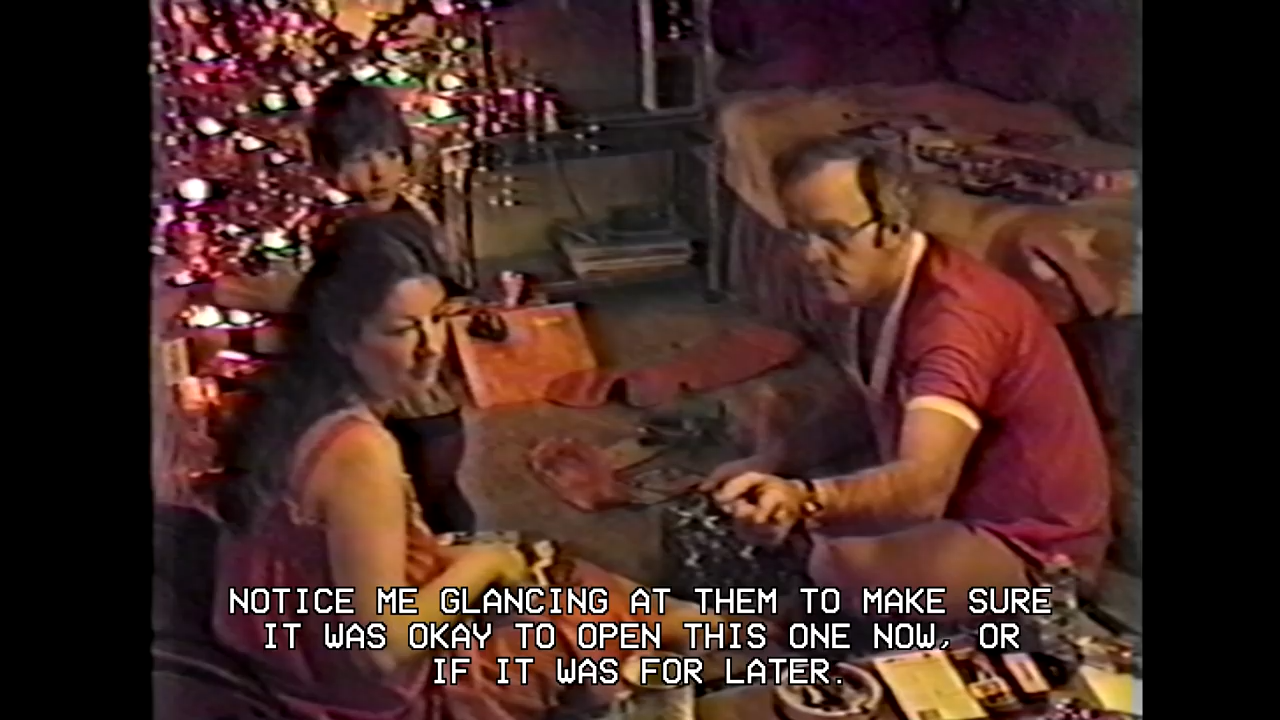 NOTICE ME GLANCING AT THEM TO MAKE SURE
IT WAS OKAY TO OPEN THIS ONE NOW, OR
IF IT WAS FOR LATER.